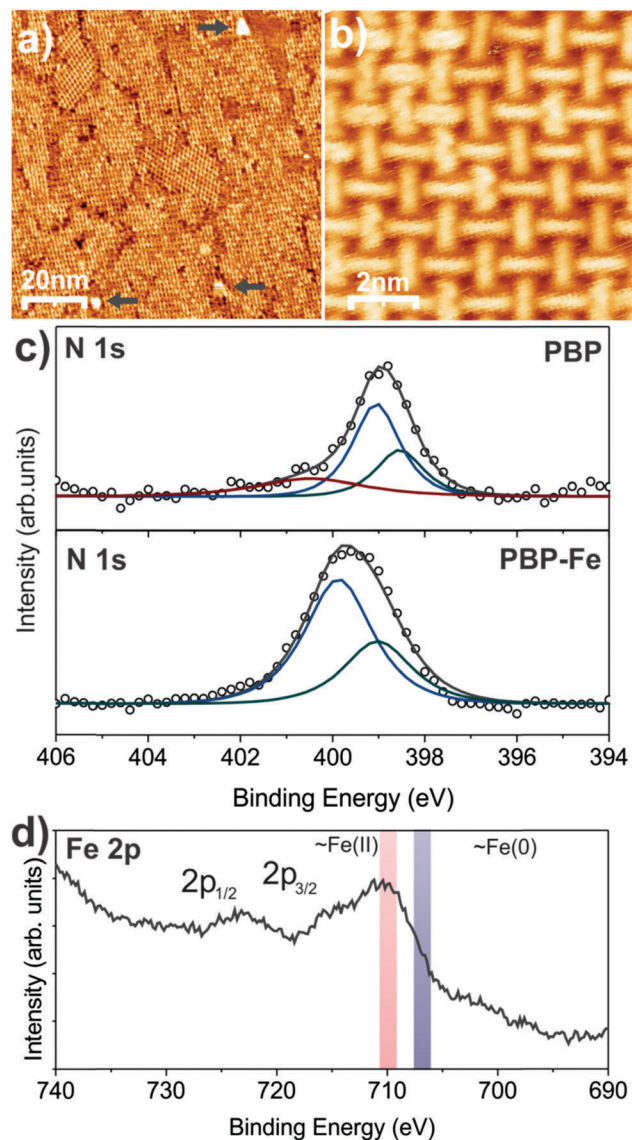 a)
b)
20nm
2nm
c)
N 1s
PBP
N 1s
PBP-Fe
Intensity (arb.units)
406 404 402 400 398 396 394
Binding Energy (eV)
d)
Fe 2p
~Fe(II)
~Fe(0)
2p1/2
2p3/2
Intensity (arb. units)
740 730 720 710 700 690
Binding Energy (eV)